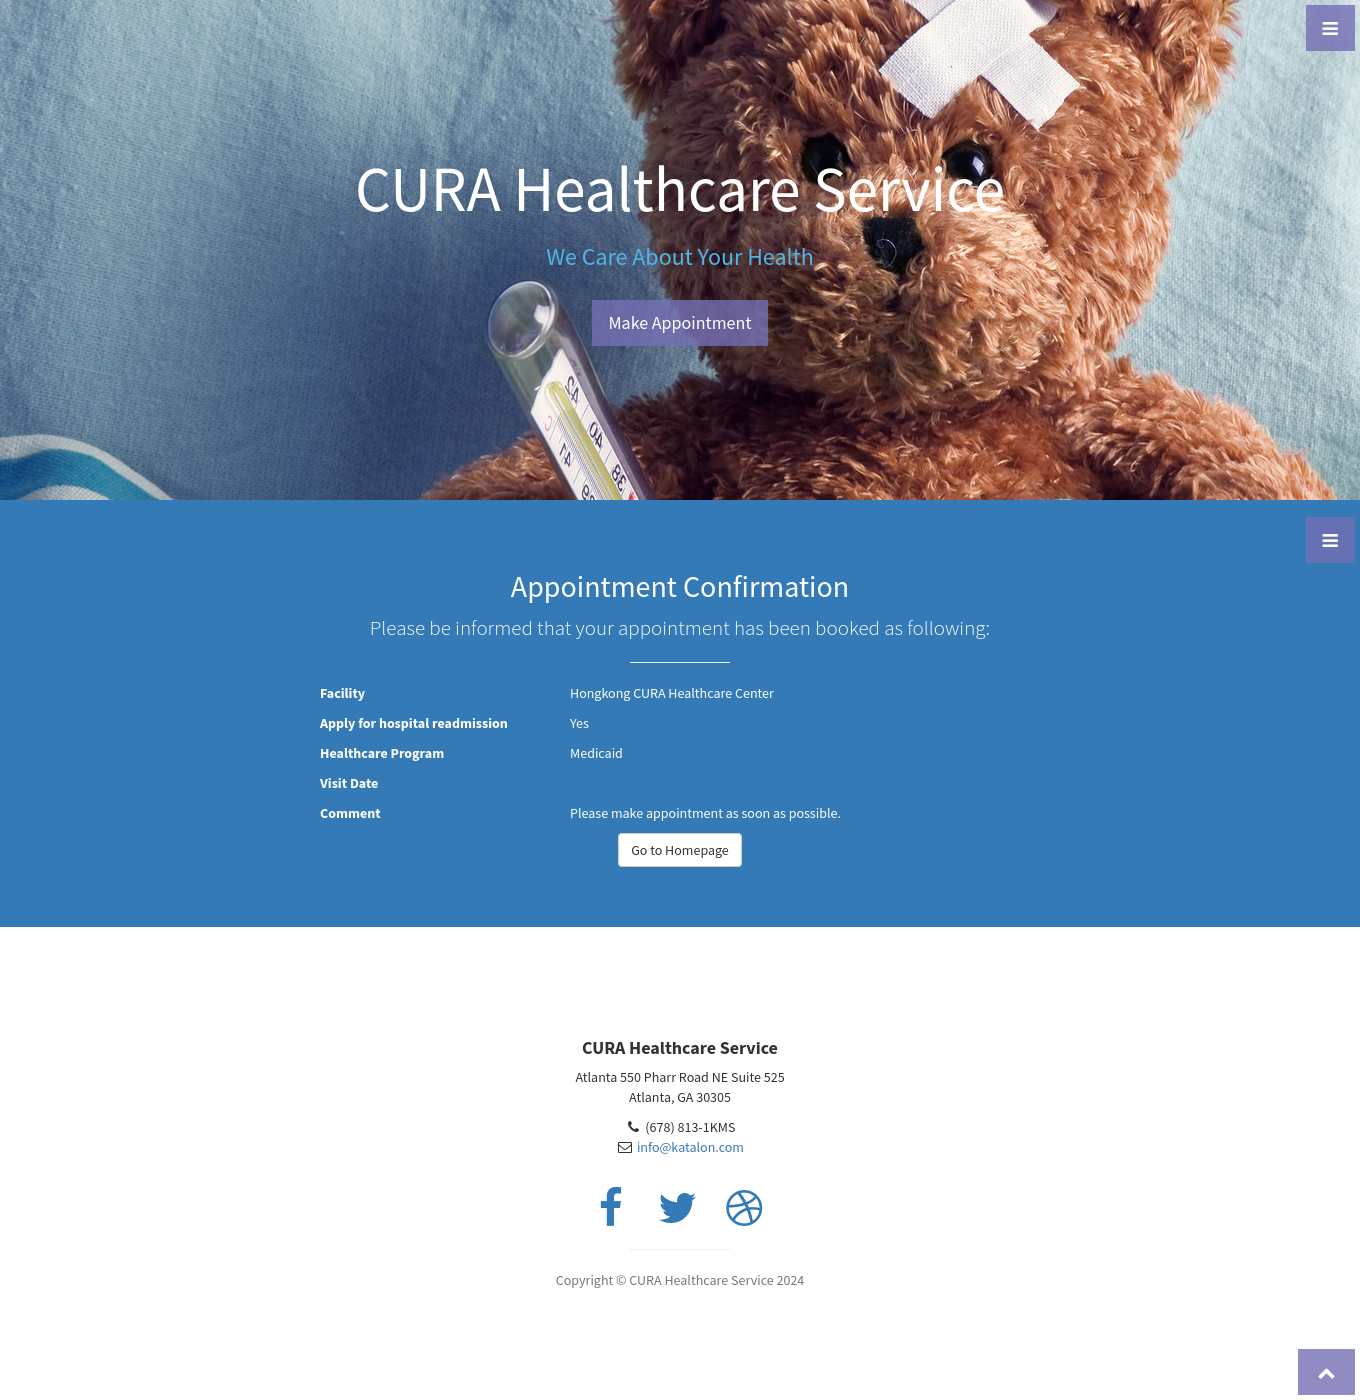 CURA Healthcare Service
We Care About Your Health
Make Appointment
Appointment Confirmation
Please be informed that your appointment has been booked as following:
Facility Hongkong CURA Healthcare Center
Apply for hospital readmission Yes
Healthcare Program Medicaid
Visit Date
Comment Please make appointment as soon as possible.
Go to Homepage
CURA Healthcare Service
Atlanta 550 Pharr Road NE Suite 525
Atlanta, GA 30305
(678) 813-1KMS
info@katalon.com
Copyright © CURA Healthcare Service 2024